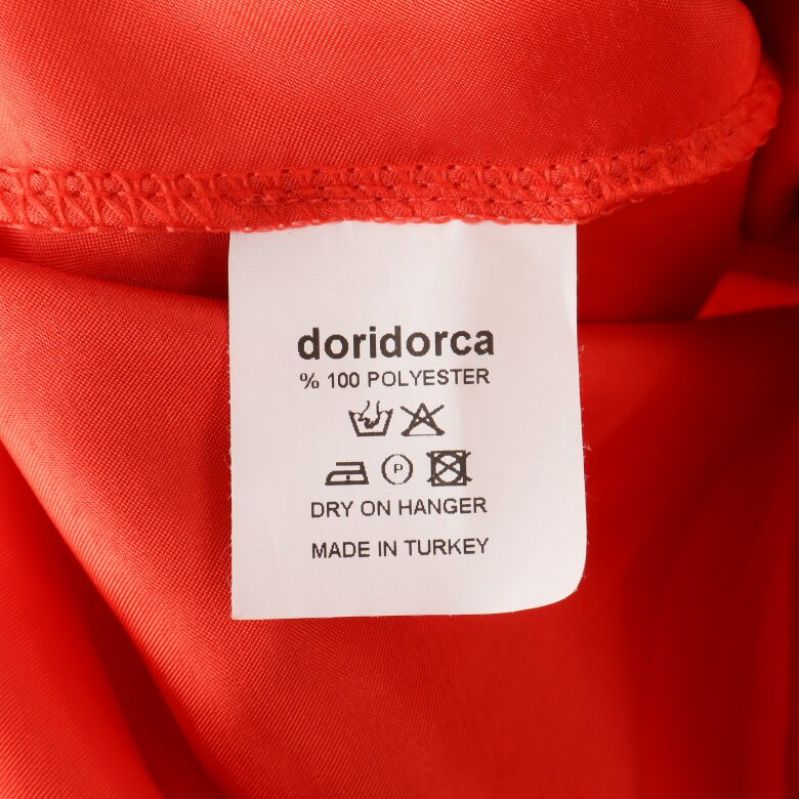 doridorca
% 100 POLYESTER
P
DRY ON HANGER
MADE IN TURKEY